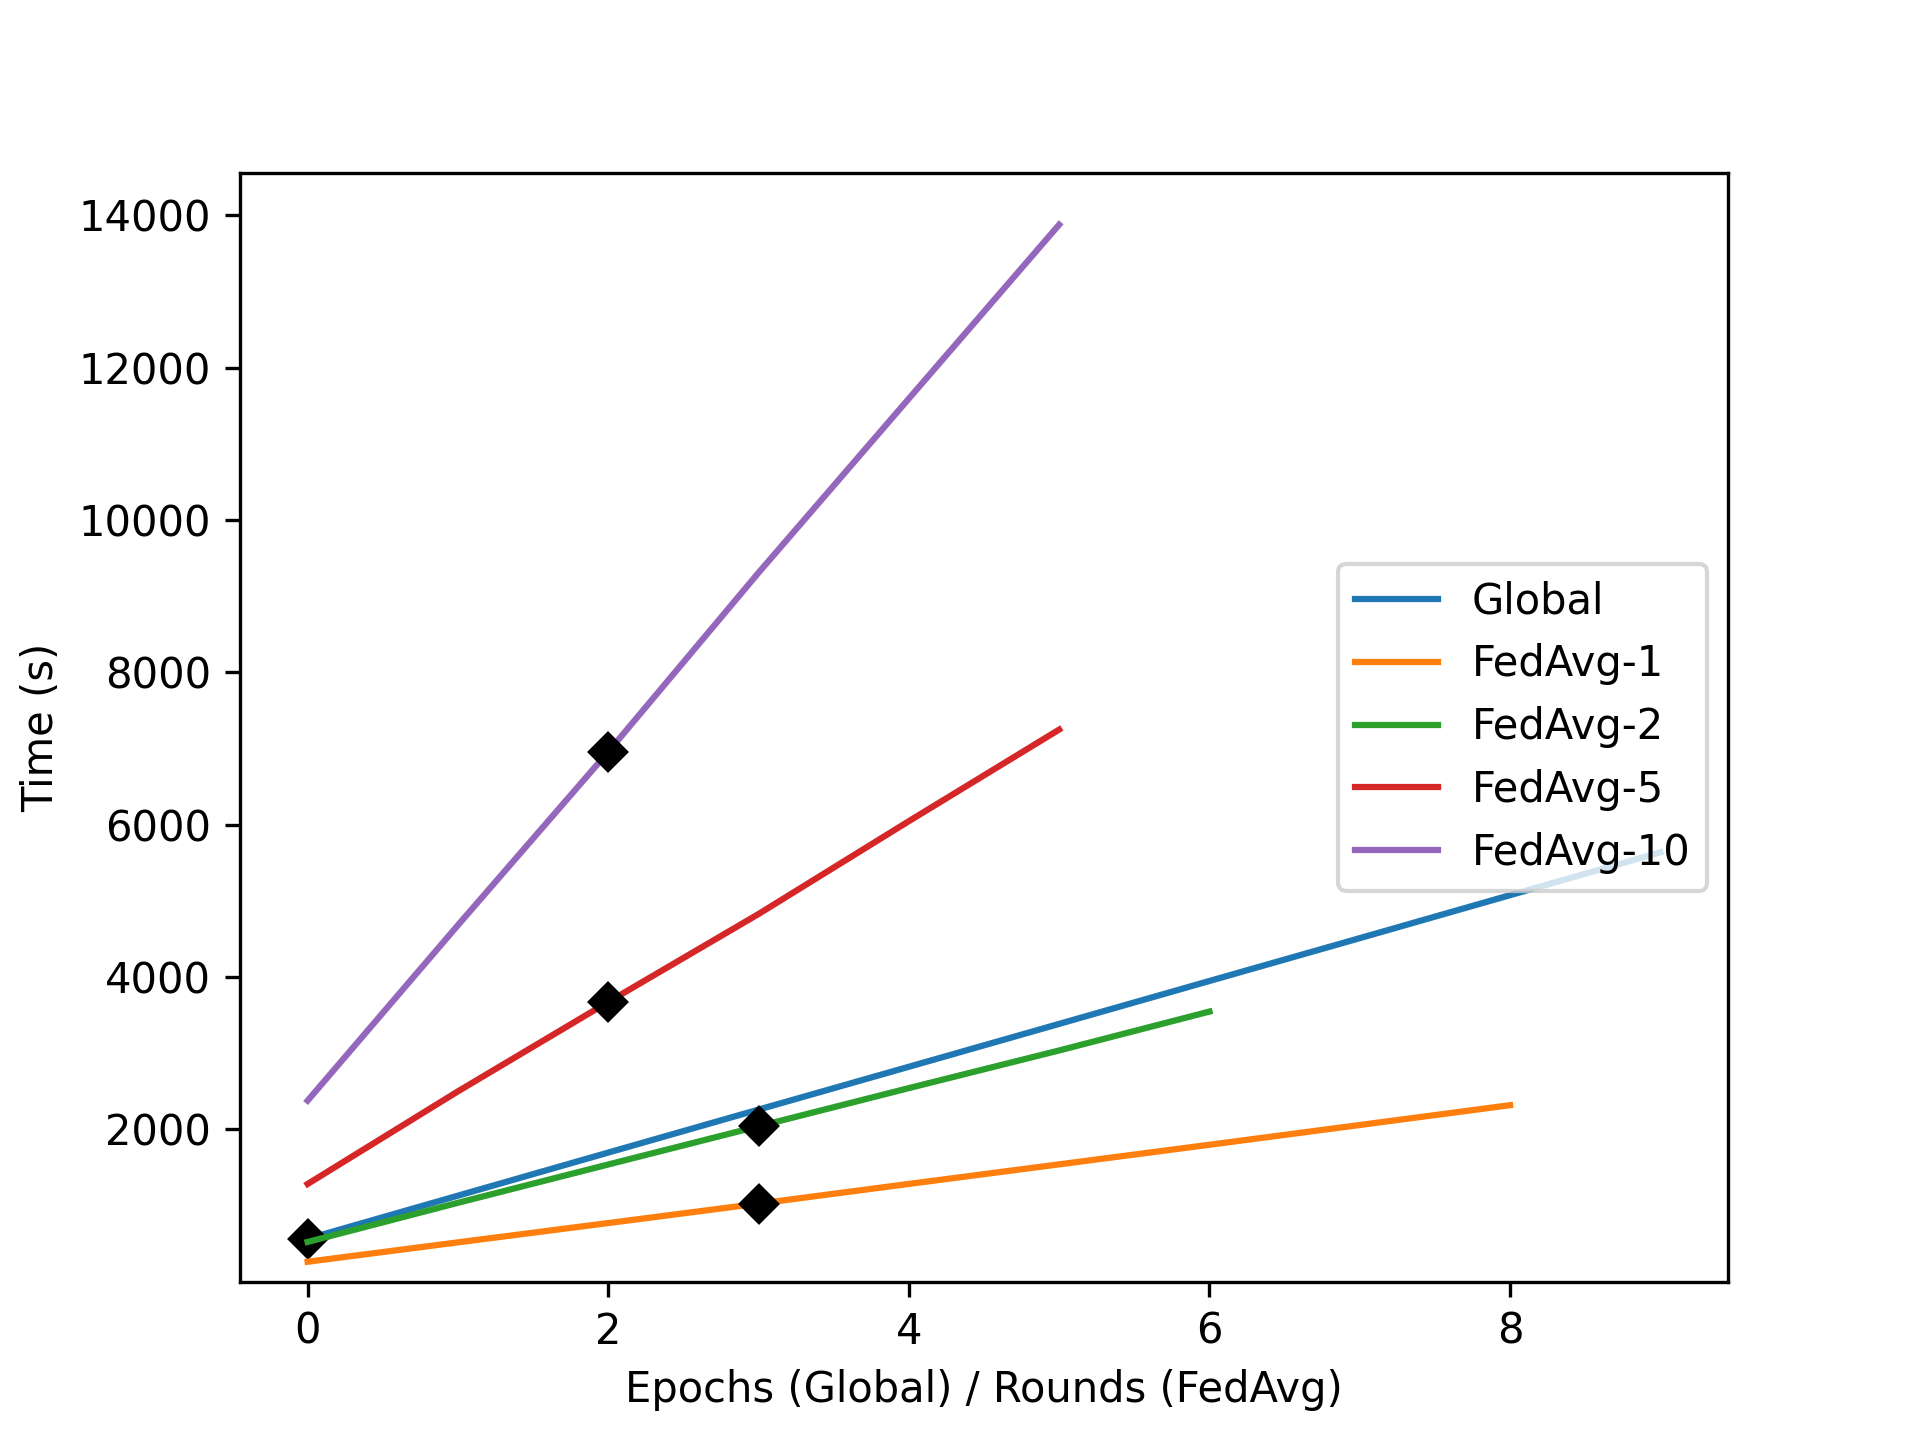 14000
12000
10000
8000
6000
4000
2000
Time (s)
Global
FedAvg-1
FedAvg-2
FedAvg-5
FedAvg-10
0 2 4 6 8
Epochs (Global) / Rounds (FedAvg)